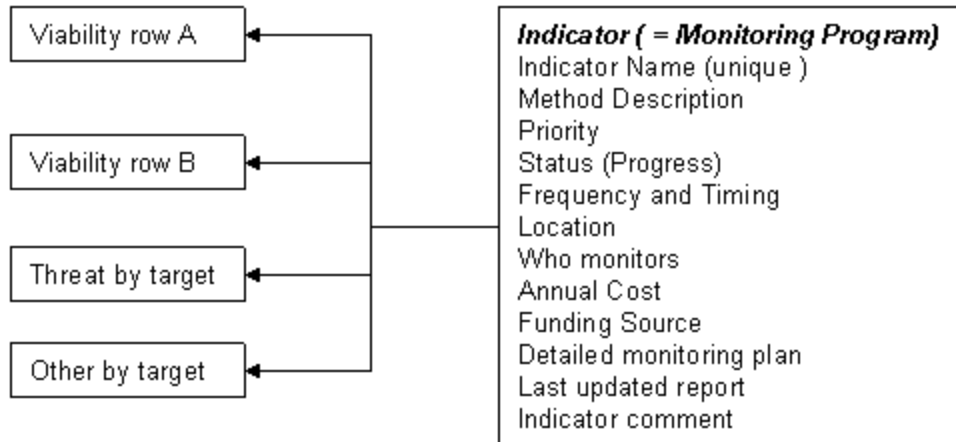 Viability row A
Viability row B
Threat by target
Other by target
Indicator ( = Monitoring Program)
Indicator Name (unique )
Method Description
Priority
Status (Progress)
Frequency and Timing
Location
Who monitors
Annual Cost
Funding Source
Detailed monitoring plan
Last updated report
Indicator comment